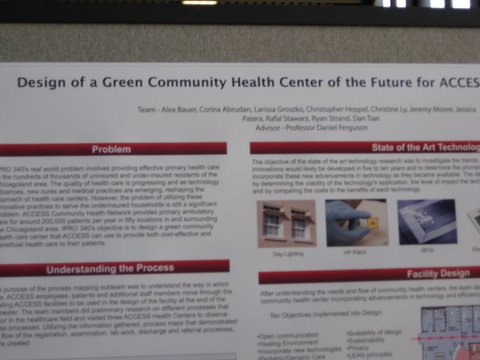 Design of a Green Community Health Center of the Future for ACCES
Team - Alex Bauer, Corina Abrudan, Larissa Groszko, Christopher Heppel, Christine Ly, Jeremy Moore, Jessica
Patera, Rafal Stawarz, Ryan Strand, Dan Tian
Advisor - Professor Daniel Ferguson
Problem
PRO 340's real world problem involves providing effective primary health care
the hundreds of thousands of uninsured and under-insured residents of the
hicagoland area. The quality of health care is progressing and as technology
dvances, new cures and medical practices are emerging, reshaping the
pproach of health care centers. However, the problem of utilizing these
nnovative practices to serve the underinsured households is still a significant
roblem. ACCESS Community Health Network provides primary ambulatory
are for around 200,000 patients per year in fifty locations in and surrounding
e Chicagoland area. IPRO 340's objective is to design a green community
ealth care center that ACCESS can use to provide both cost-effective and
eneficial health care to their patients.
Understanding the Process
purpose of the process mapping subteam was to understand the way in which
ACCESS employees, patients and additional staff members move through the
ting ACCESS facilities to be used in the design of the facility at the end of the
mester. The team members did preliminary research on different processes that
ur in the healthcare field and visited three ACCESS Health Centers to observe
se processes. Utilizing the information gathered, process maps that demonstrated
flow of the registration, examination, lab work, discharge and referral processes,
re created.
State of the Art Technolog
The objective of the state of the art technology research was to investigate the trends
innovations would likely be developed in five to ten years and to determine the
incorporate these new advancements in technology as they became available. The
by determining the viability of the technology's application, the level of impact the
and by comparing the costs to the benefits of each technology.
Day-Lighting
HP Patch
RFID
Facility Design
After understanding the needs and flow of community health centers, the team
community health center incorporating advancements in technology and
Ten Objectives Implemented into Design:
•Open communication
•Healing Environment
•Incorporate new technologies
•Scalability of design
•Sustainability
•Privacy
•LEAN principles